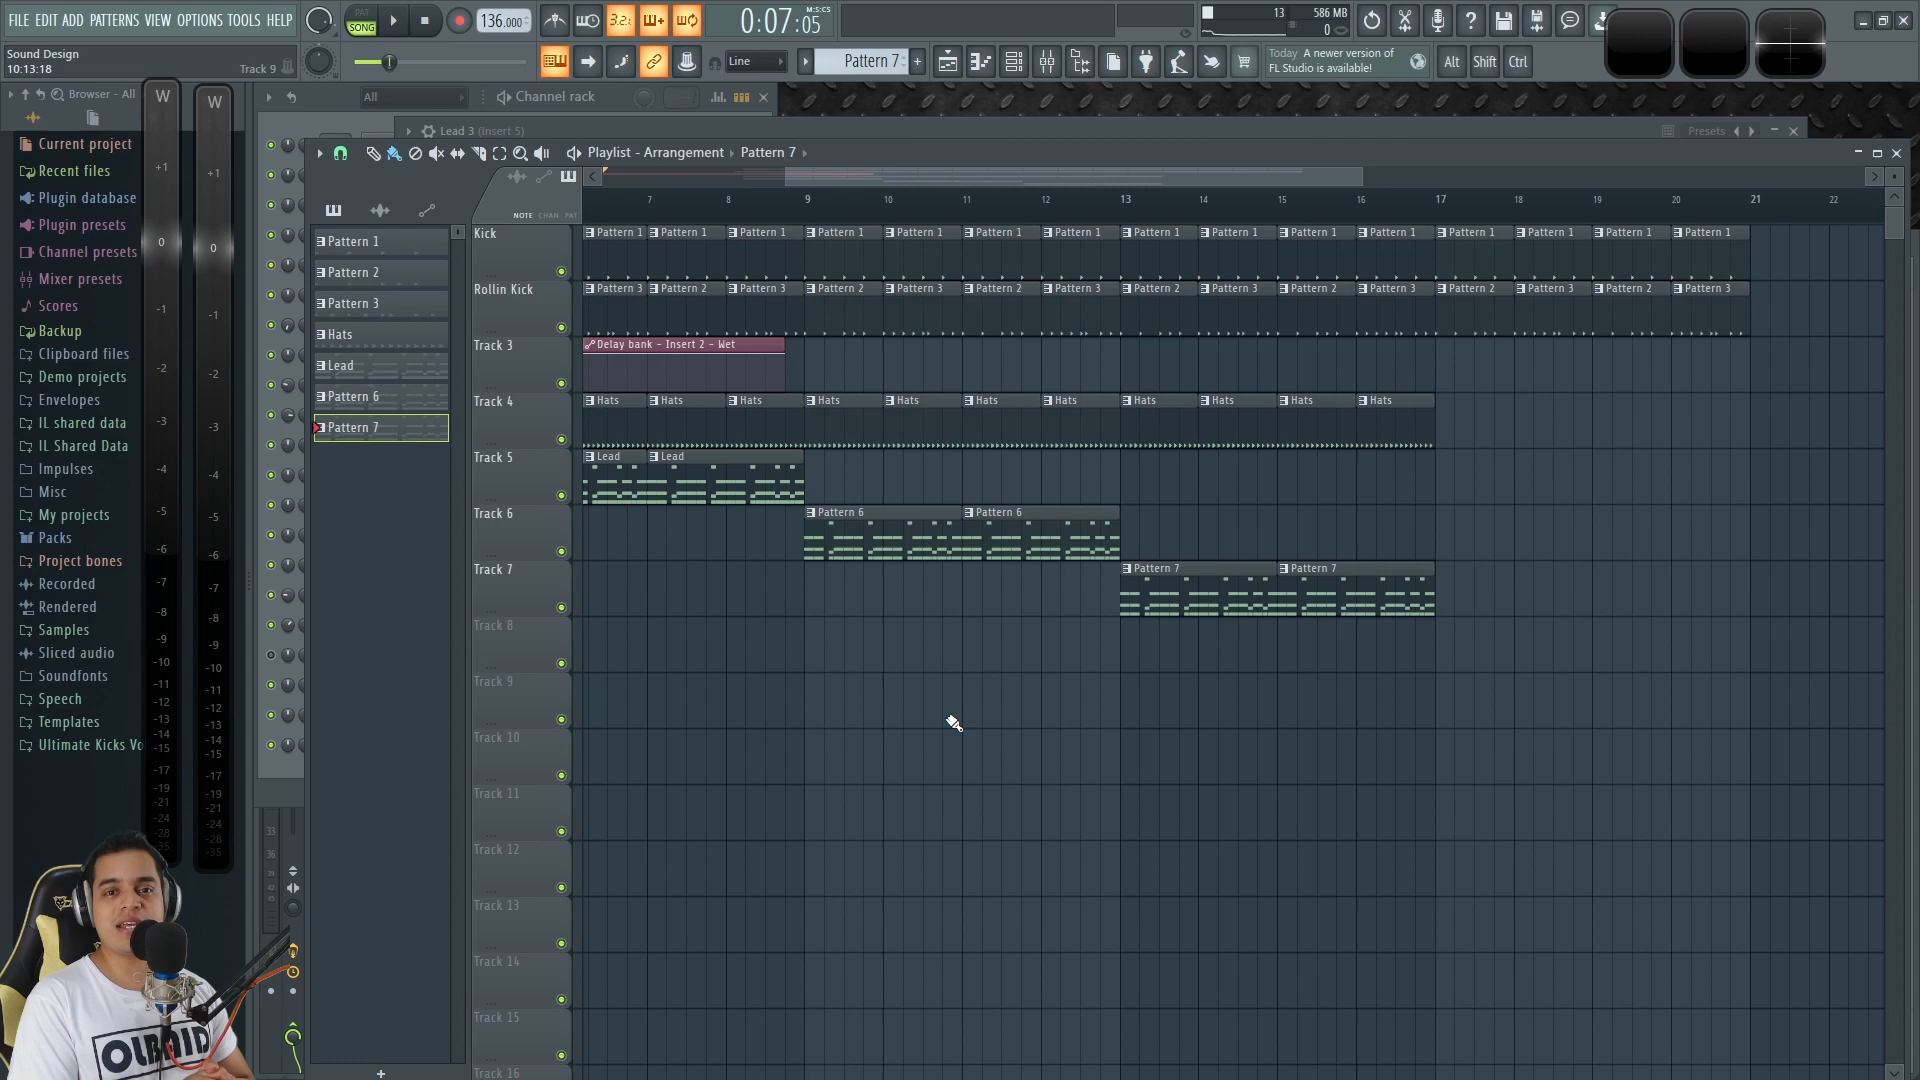 FILE EDIT ADD PATTERNS VIEW OPTIONS TOOLS HELP
PAT
SONG
136.000
3.2.
0:07:05
M:S:CS
13
586 MB
0
Sound Design
10:13:18
Track 9
Line
Pattern 7
Today A newer version of
FL Studio is available!
Alt
Shift
Ctrl
Browser - All
All
Channel rack
Lead 3 (Insert 5)
Presets
Playlist - Arrangement
Pattern 7
Current project
Recent files
Plugin database
Plugin presets
Channel presets
Mixer presets
Scores
Backup
Clipboard files
Demo projects
Envelopes
IL shared data
IL Shared Data
Impulses
Misc
My projects
Packs
Project bones
Recorded
Rendered
Samples
Sliced audio
Soundfonts
Speech
Templates
Ultimate Kicks Vo
W
+1
0
-1
-2
-3
-4
-5
-6
-7
-8
-9
-10
-11
-12
-13
-14
-15
-17
-19
-21
-24
-28
-35
W
+1
0
-1
-2
-3
-4
-5
-6
-7
-8
-9
-10
-11
-12
-13
-14
-15
-17
-19
-21
-24
-28
-35
33
36
39
42
45
Pattern 1
Pattern 2
Pattern 3
Hats
Lead
Pattern 6
Pattern 7
NOTE CHAN PAT
7 8 9 10 11 12 13 14 15 16 17 18 19 20 21 22
Kick
Pattern 1 Pattern 1 Pattern 1 Pattern 1 Pattern 1 Pattern 1 Pattern 1 Pattern 1 Pattern 1 Pattern 1 Pattern 1 Pattern 1 Pattern 1 Pattern 1 Pattern 1
Rollin Kick
Pattern 3 Pattern 2 Pattern 3 Pattern 2 Pattern 3 Pattern 2 Pattern 3 Pattern 2 Pattern 3 Pattern 2 Pattern 3 Pattern 2 Pattern 3 Pattern 2 Pattern 3
Track 3
Delay bank - Insert 2 - Wet
Track 4
Hats Hats Hats Hats Hats Hats Hats Hats Hats Hats Hats
Track 5
Lead Lead
Track 6
Pattern 6 Pattern 6
Track 7
Pattern 7 Pattern 7
Track 8
Track 9
Track 10
Track 11
Track 12
Track 13
Track 14
Track 15
Track 16
OLBAID